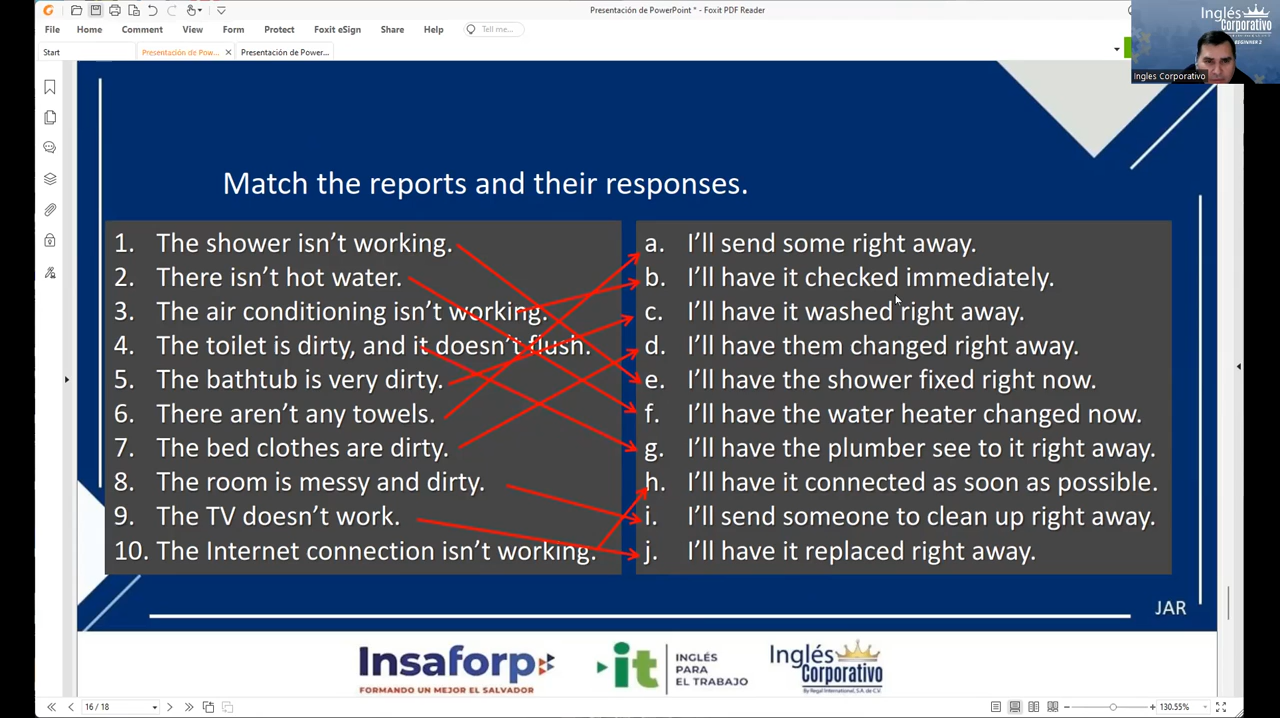 Presentación de PowerPoint * - Foxit PDF Reader
File Home Comment View Form Protect Foxit eSign Share Help Tell me...
Start Presentación de Pow... Presentación de Power...
Inglés Corporativo
BEGINNER 2
Ingles Corporativo
Match the reports and their responses.
1. The shower isn't working.
2. There isn't hot water.
3. The air conditioning isn't working.
4. The toilet is dirty, and it doesn't flush.
5. The bathtub is very dirty.
6. There aren't any towels.
7. The bed clothes are dirty.
8. The room is messy and dirty.
9. The TV doesn't work.
10. The Internet connection isn't working.
a. I'll send some right away.
b. I'll have it checked immediately.
c. I'll have it washed right away.
d. I'll have them changed right away.
e. I'll have the shower fixed right now.
f. I'll have the water heater changed now.
g. I'll have the plumber see to it right away.
h. I'll have it connected as soon as possible.
i. I'll send someone to clean up right away.
j. I'll have it replaced right away.
JAR
Insaforp
FORMANDO UN MEJOR EL SALVADOR
it
INGLÉS
PARA
EL TRABAJO
Inglés
Corporativo
By Regal International, S.A. de C.V.
16 / 18
130.55%